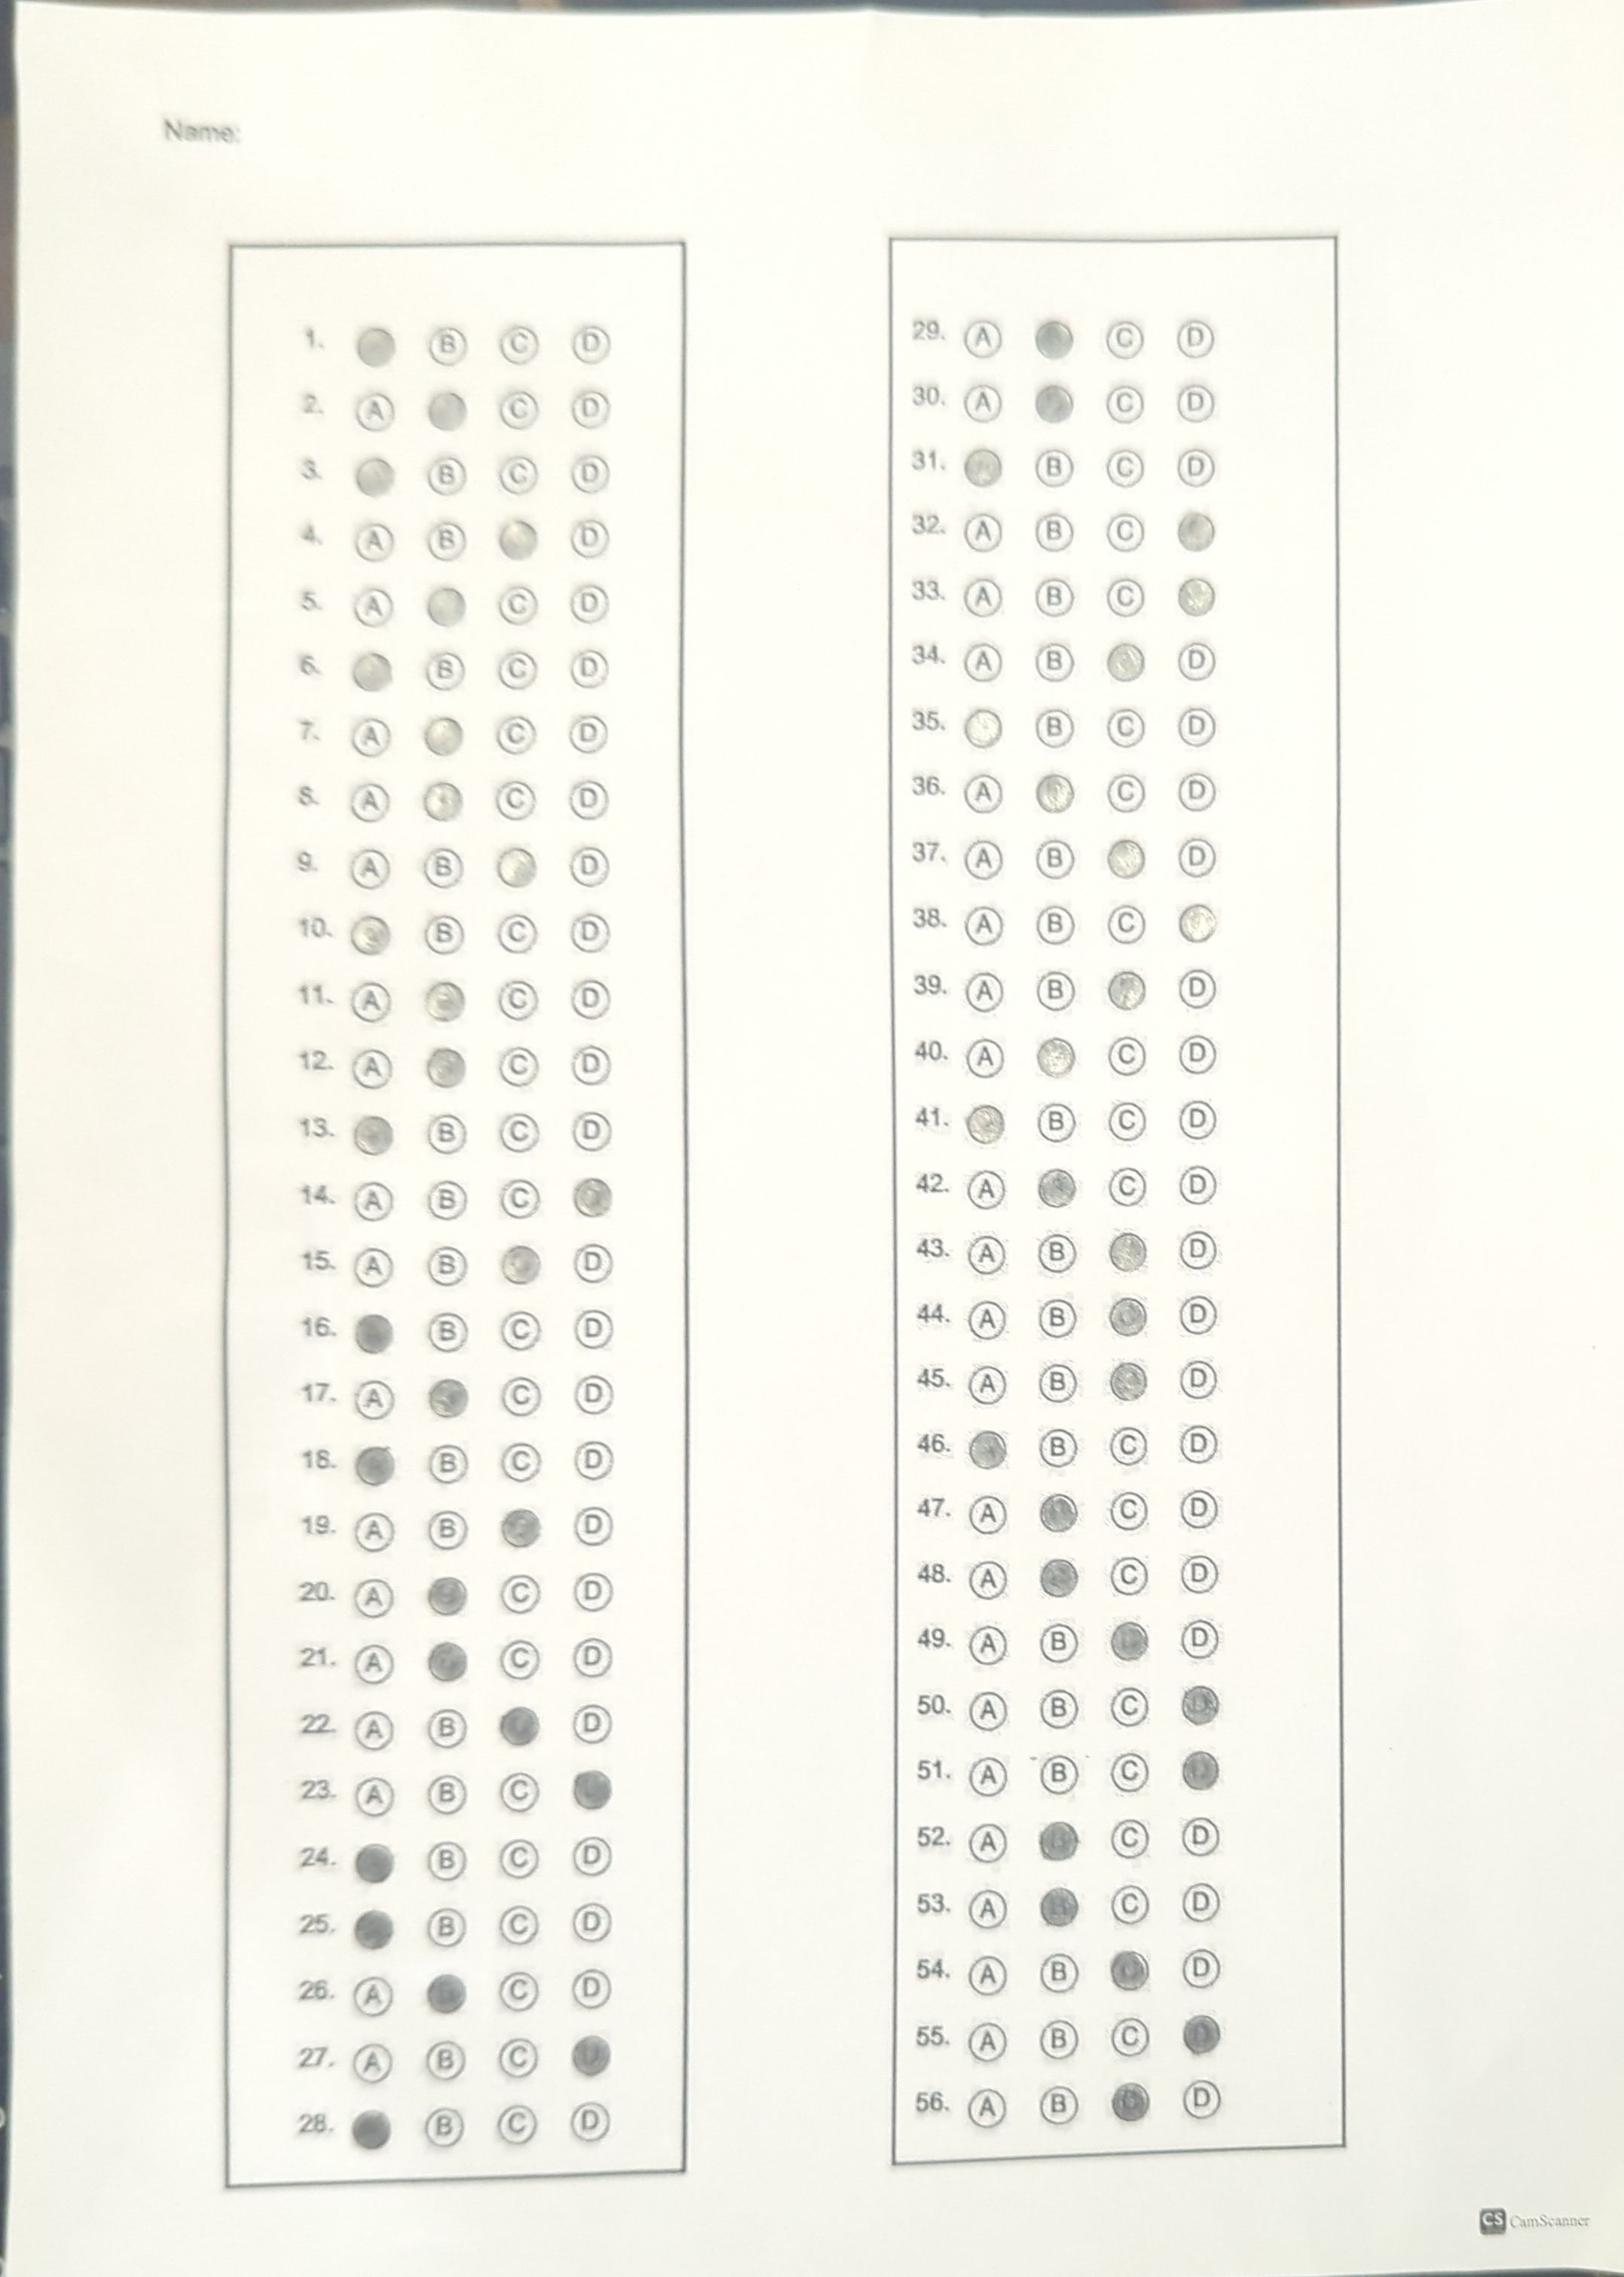 Name:
1. B C D
2. A C D
3. B C D
4. A B D
5. A C D
6. B C D
7. A C D
8. A C D
9. A B D
10. B C D
11. A C D
12. A C D
13. B C D
14. A B C
15. A B D
16. B C D
17. A C D
18. B C D
19. A B D
20. A C D
21. A C D
22. A B D
23. A B C
24. B C D
25. B C D
26. A C D
27. A B C
28. B C D
29. A C D
30. A C D
31. B C D
32. A B C
33. A B C
34. A B D
35. B C D
36. A C D
37. A B D
38. A B C
39. A B D
40. A C D
41. B C D
42. A C D
43. A B D
44. A B D
45. A B D
46. B C D
47. A C D
48. A C D
49. A B D
50. A B C D
51. A B C
52. A B C D
53. A B C D
54. A B D
55. A B C
56. A B D
CS CamScanner